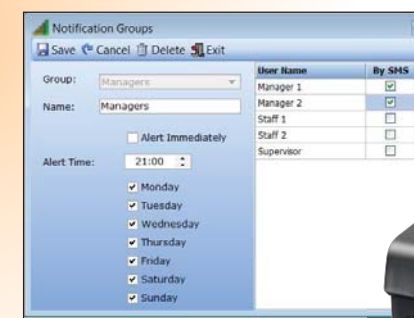 Notification Groups
Save Cancel Delete Exit
Group: Managers
Name: Managers
Alert Immediately
Alert Time: 21:00
Monday
Tuesday
Wednesday
Thursday
Friday
Saturday
Sunday
User Name By SMS
Manager 1
Manager 2
Staff 1
Staff 2
Supervisor